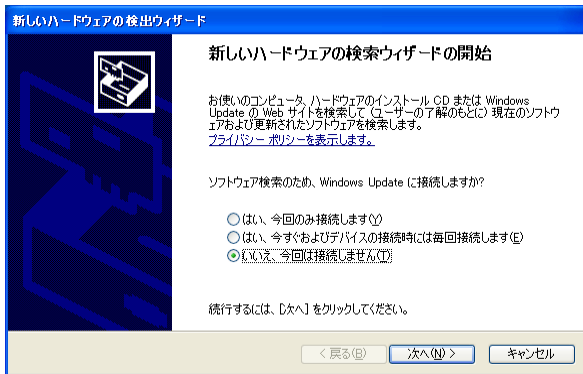 新しいハードウェアの検出ウィザード
新しいハードウェアの検索ウィザードの開始
お使いのコンピュータ、ハードウェアのインストール CD または Windows
Update の Web サイトを検索して (ユーザーの了解のもとに) 現在のソフトウ
ェアおよび更新されたソフトウェアを検索します。
プライバシー ポリシーを表示します。
ソフトウェア検索のため、Windows Update に接続しますか?
はい、今回のみ接続します(Y)
はい、今すぐおよびデバイスの接続時には毎回接続します(E)
いいえ、今回は接続しません(T)
続行するには、[次へ] をクリックしてください。
< 戻る(B) 次へ(N) > キャンセル